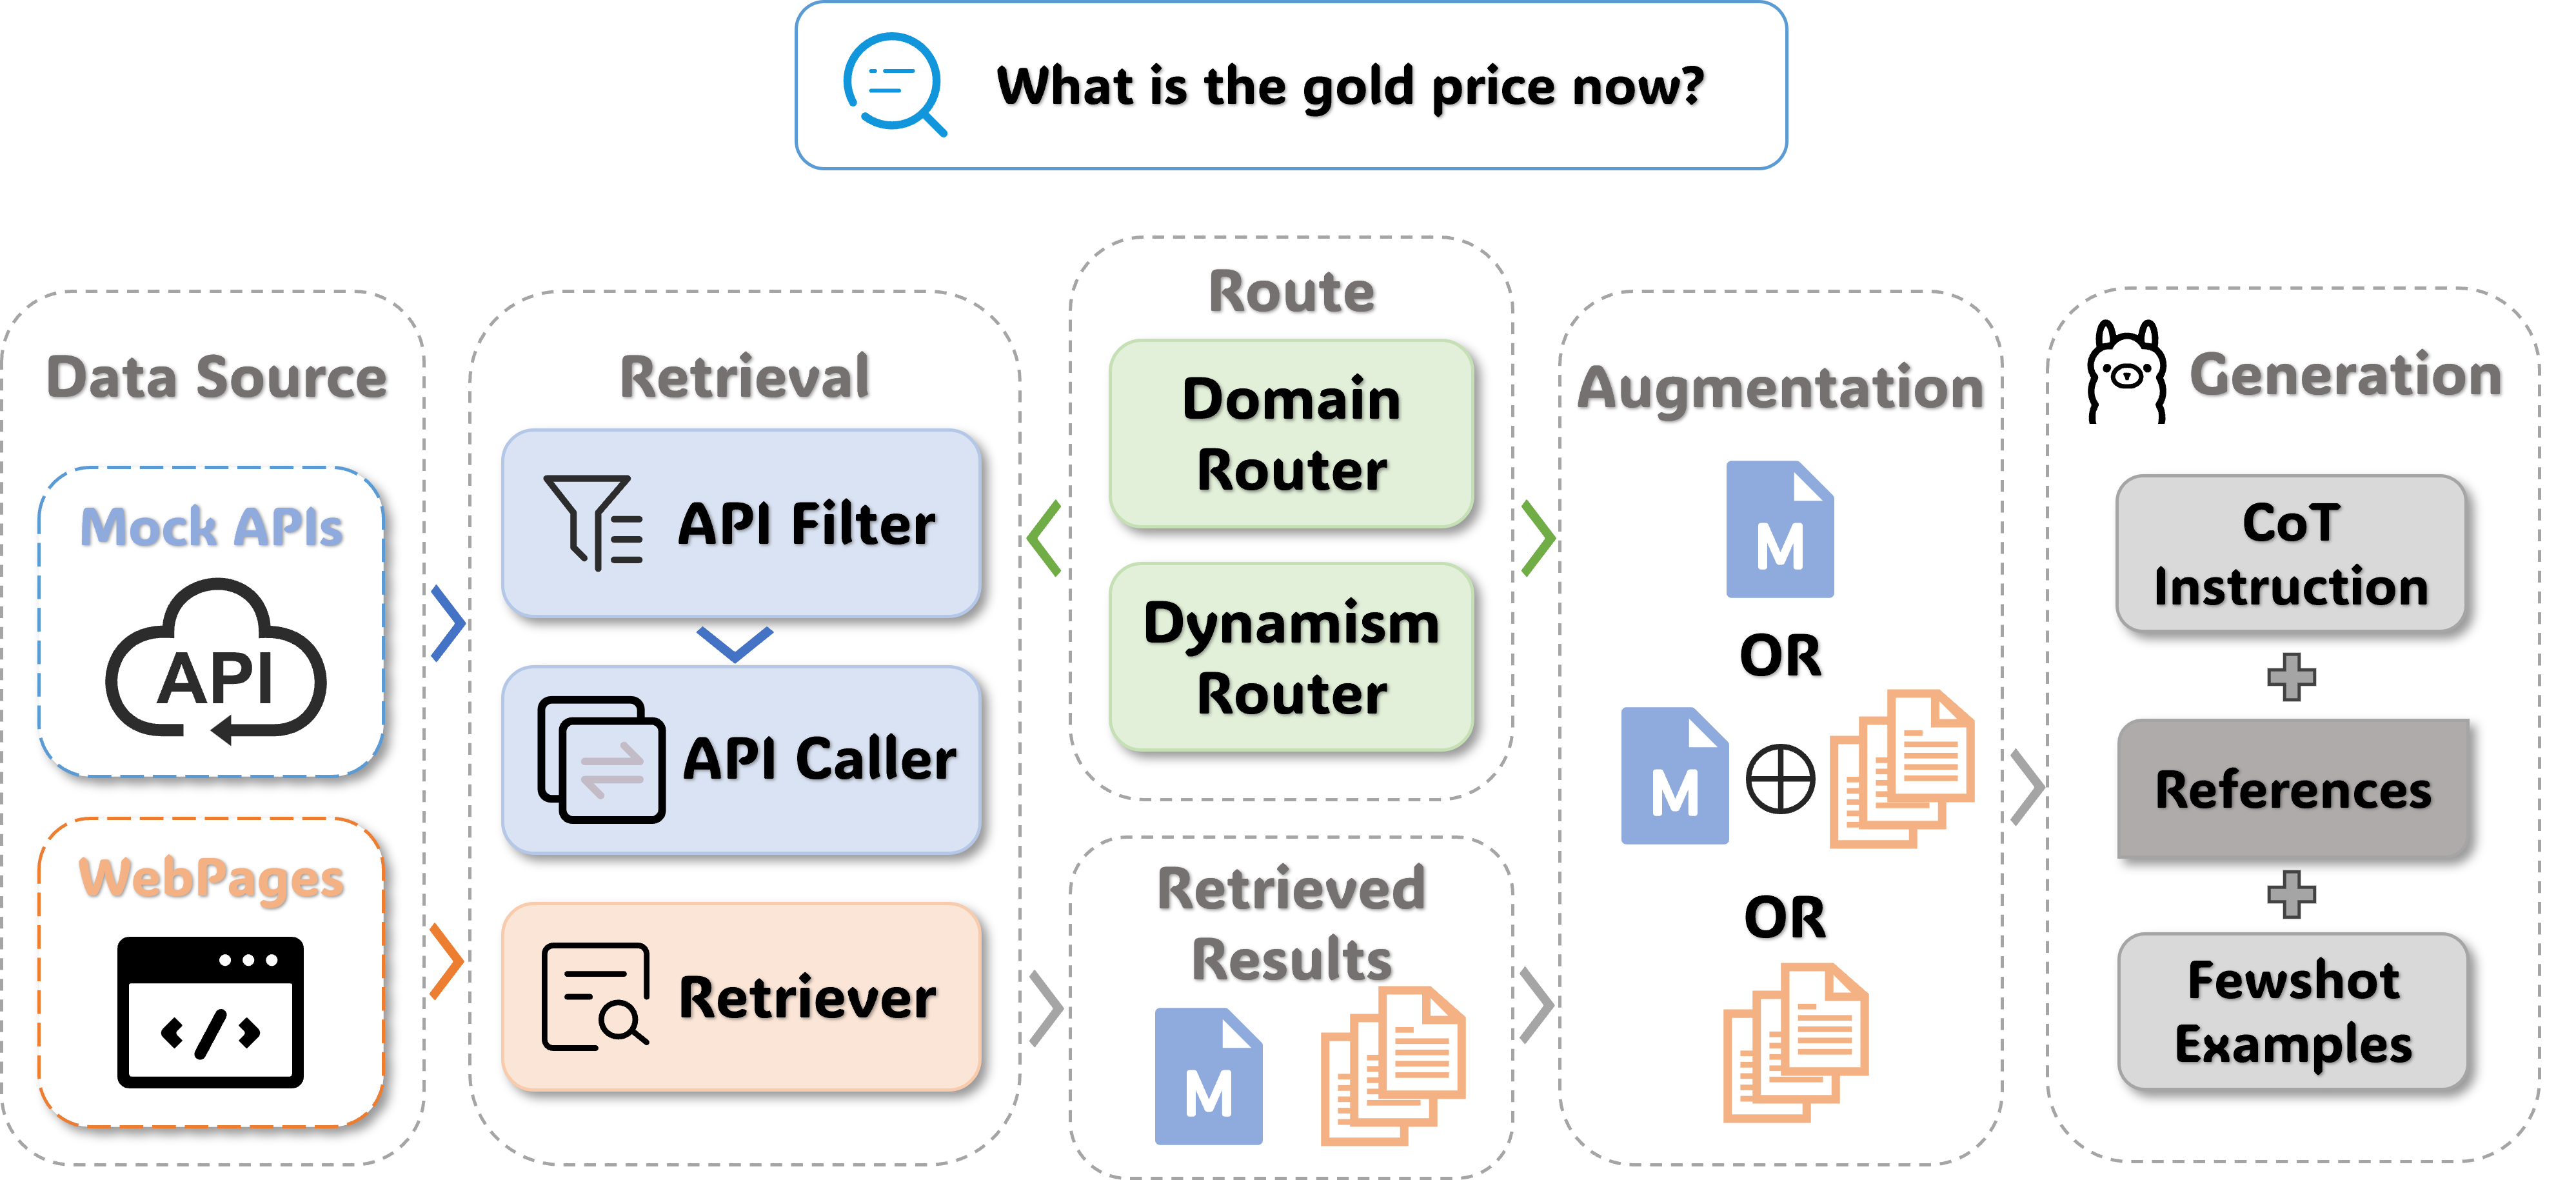 What is the gold price now?
Data Source
Mock APIs
API
WebPages
</>
Retrieval
API Filter
API Caller
Retriever
Route
Domain
Router
Dynamism
Router
Retrieved
Results
M
Augmentation
M
OR
M
OR
Generation
CoT
Instruction
References
Fewshot
Examples